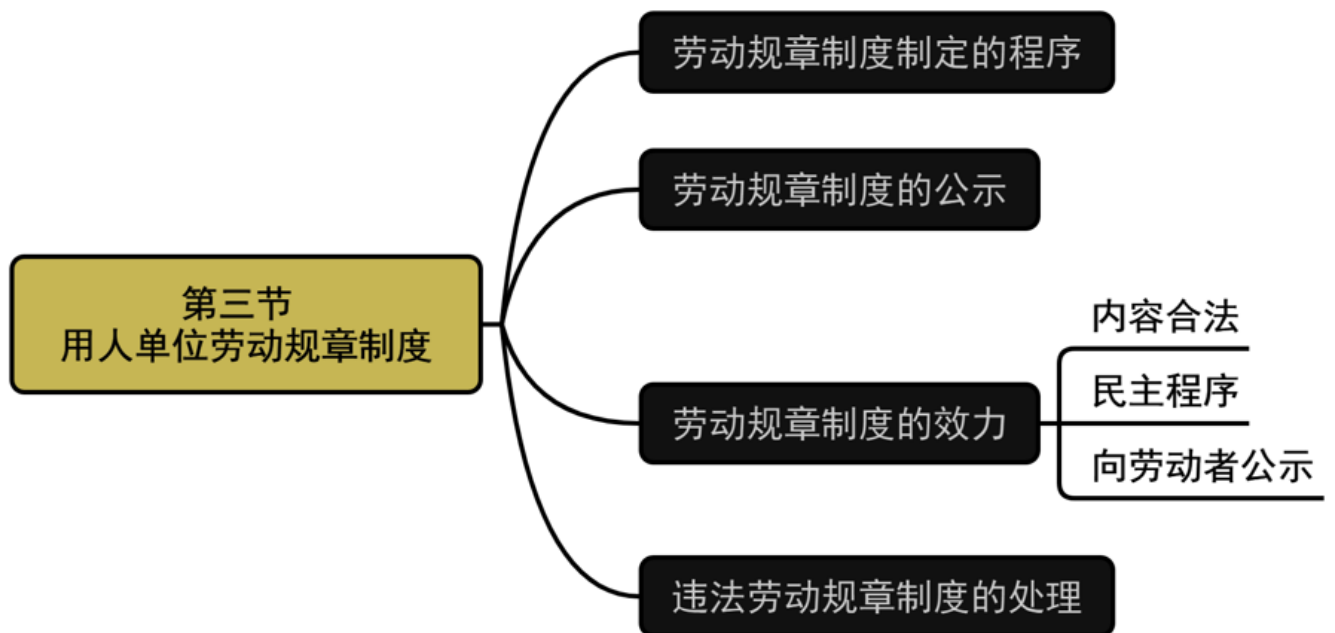 劳动规章制度制定的程序
劳动规章制度的公示
第三节
用人单位劳动规章制度
内容合法
民主程序
劳动规章制度的效力
向劳动者公示
违法劳动规章制度的处理